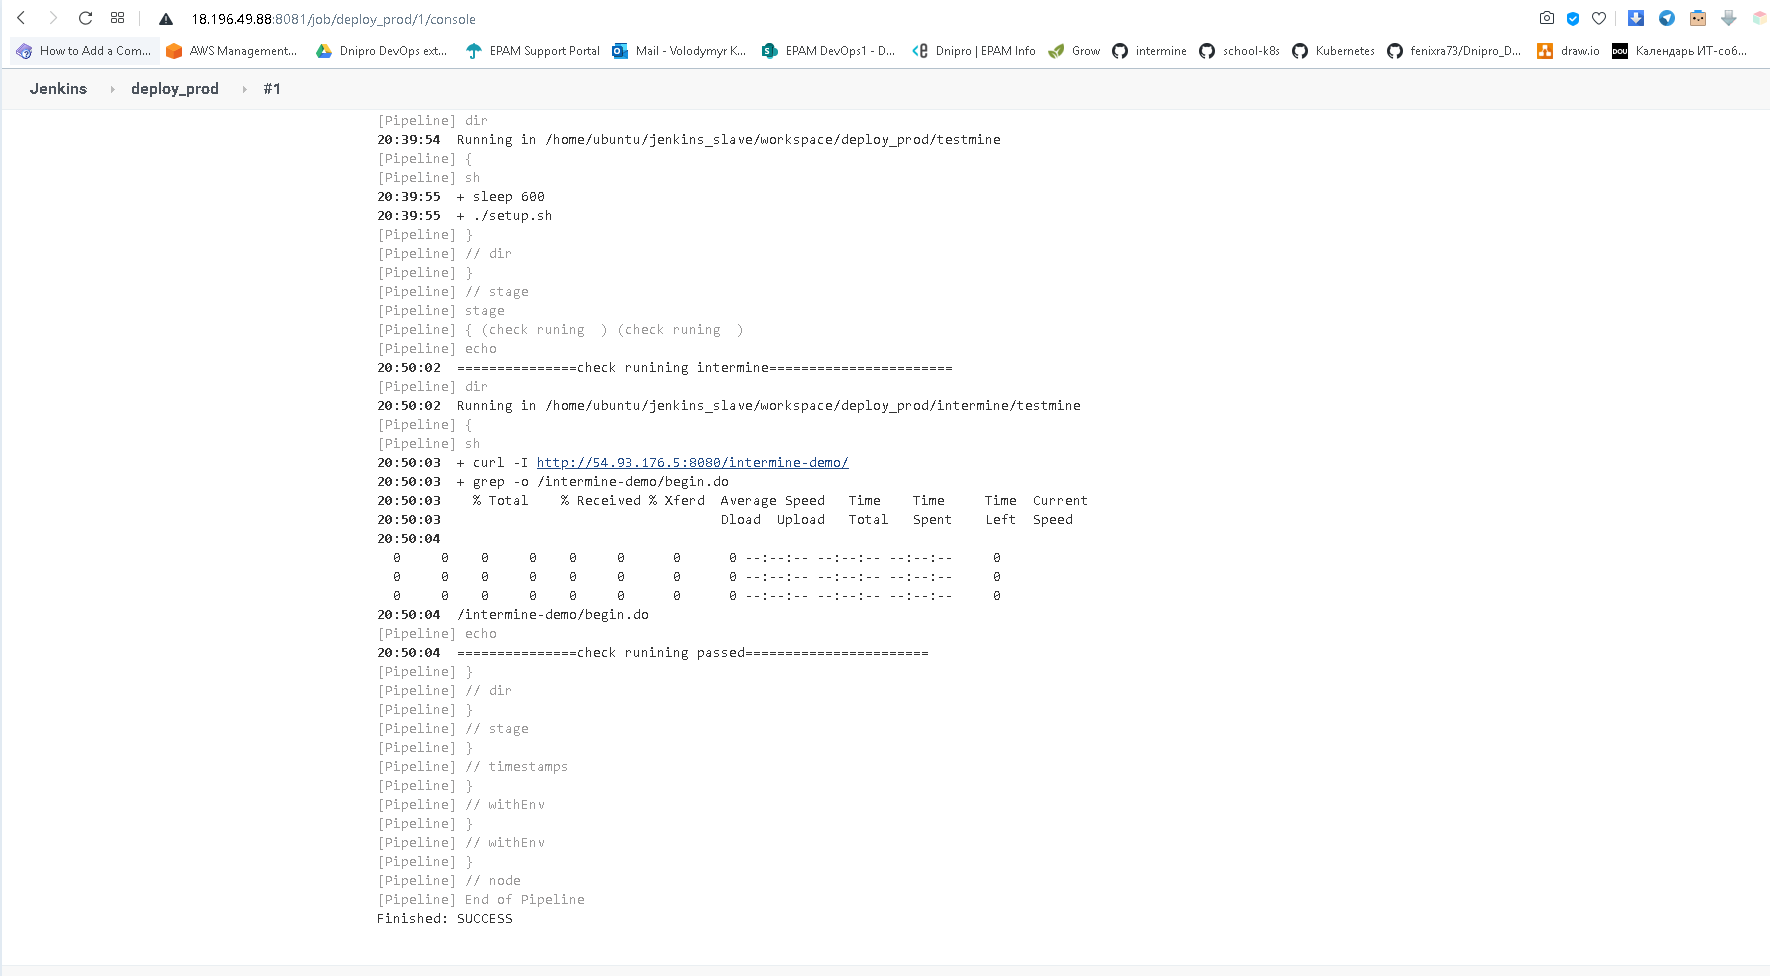 18.196.49.88:8081/job/deploy_prod/1/console
How to Add a Com... AWS Management... Dnipro DevOps ext... EPAM Support Portal Mail - Volodymyr K... EPAM DevOps1 - D... Dnipro | EPAM Info Grow intermine school-k8s Kubernetes fenixra73/Dnipro_D... draw.io DOU Календарь ИТ-соб...
Jenkins deploy_prod #1
[Pipeline] dir
20:39:54 Running in /home/ubuntu/jenkins_slave/workspace/deploy_prod/testmine
[Pipeline] {
[Pipeline] sh
20:39:55 + sleep 600
20:39:55 + ./setup.sh
[Pipeline] }
[Pipeline] // dir
[Pipeline] }
[Pipeline] // stage
[Pipeline] stage
[Pipeline] { (check runing  ) (check runing  )
[Pipeline] echo
20:50:02 ===============check runining intermine=======================
[Pipeline] dir
20:50:02 Running in /home/ubuntu/jenkins_slave/workspace/deploy_prod/intermine/testmine
[Pipeline] {
[Pipeline] sh
20:50:03 + curl -I http://54.93.176.5:8080/intermine-demo/
20:50:03 + grep -o /intermine-demo/begin.do
20:50:03 % Total % Received % Xferd Average Speed Time Time Time Current
20:50:03 Dload Upload Total Spent Left Speed
20:50:04
0 0 0 0 0 0 0 0 --:--:-- --:--:-- --:--:-- 0
0 0 0 0 0 0 0 0 --:--:-- --:--:-- --:--:-- 0
0 0 0 0 0 0 0 0 --:--:-- --:--:-- --:--:-- 0
20:50:04 /intermine-demo/begin.do
[Pipeline] echo
20:50:04 ===============check runining passed=======================
[Pipeline] }
[Pipeline] // dir
[Pipeline] }
[Pipeline] // stage
[Pipeline] }
[Pipeline] // timestamps
[Pipeline] }
[Pipeline] // withEnv
[Pipeline] }
[Pipeline] // withEnv
[Pipeline] }
[Pipeline] // node
[Pipeline] End of Pipeline
Finished: SUCCESS